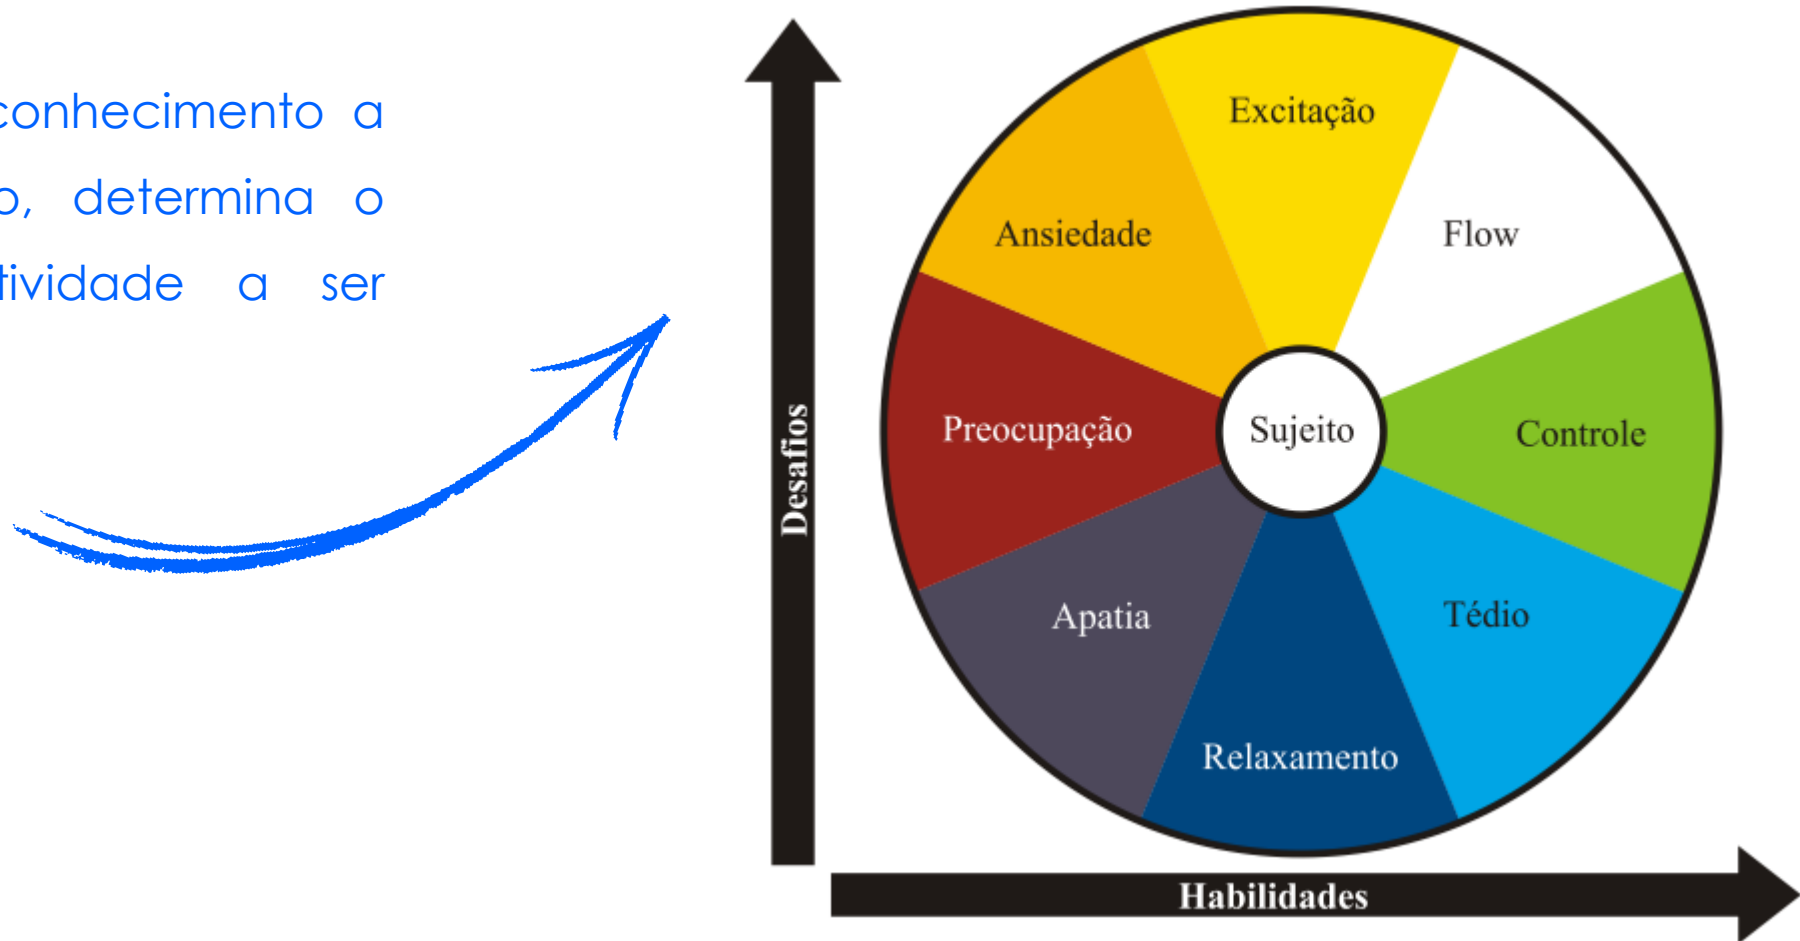 conhecimento a
o, determina o
tividade a ser
Excitação
Ansiedade
Flow
Preocupação
Sujeito
Controle
Apatia
Tédio
Relaxamento
Desafios
Habilidades